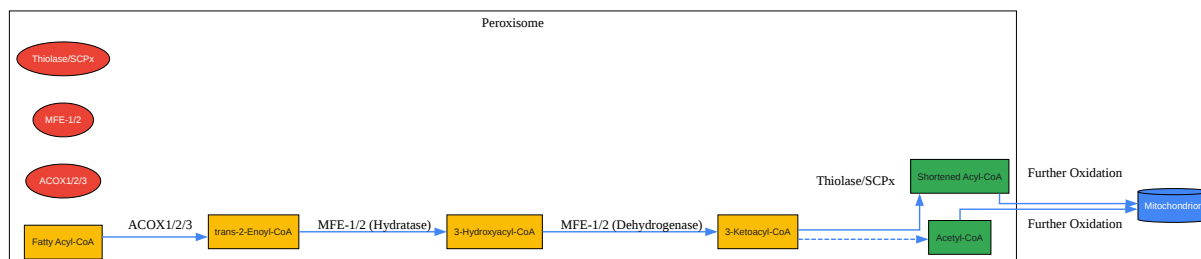 Peroxisome
Thiolase/SCPx
MFE-1/2
ACOX1/2/3
Fatty Acyl-CoA
ACOX1/2/3
trans-2-Enoyl-CoA
MFE-1/2 (Hydratase)
3-Hydroxyacyl-CoA
MFE-1/2 (Dehydrogenase)
3-Ketoacyl-CoA
Thiolase/SCPx
Shortened Acyl-CoA
Acetyl-CoA
Further Oxidation
Further Oxidation
Mitochondrion